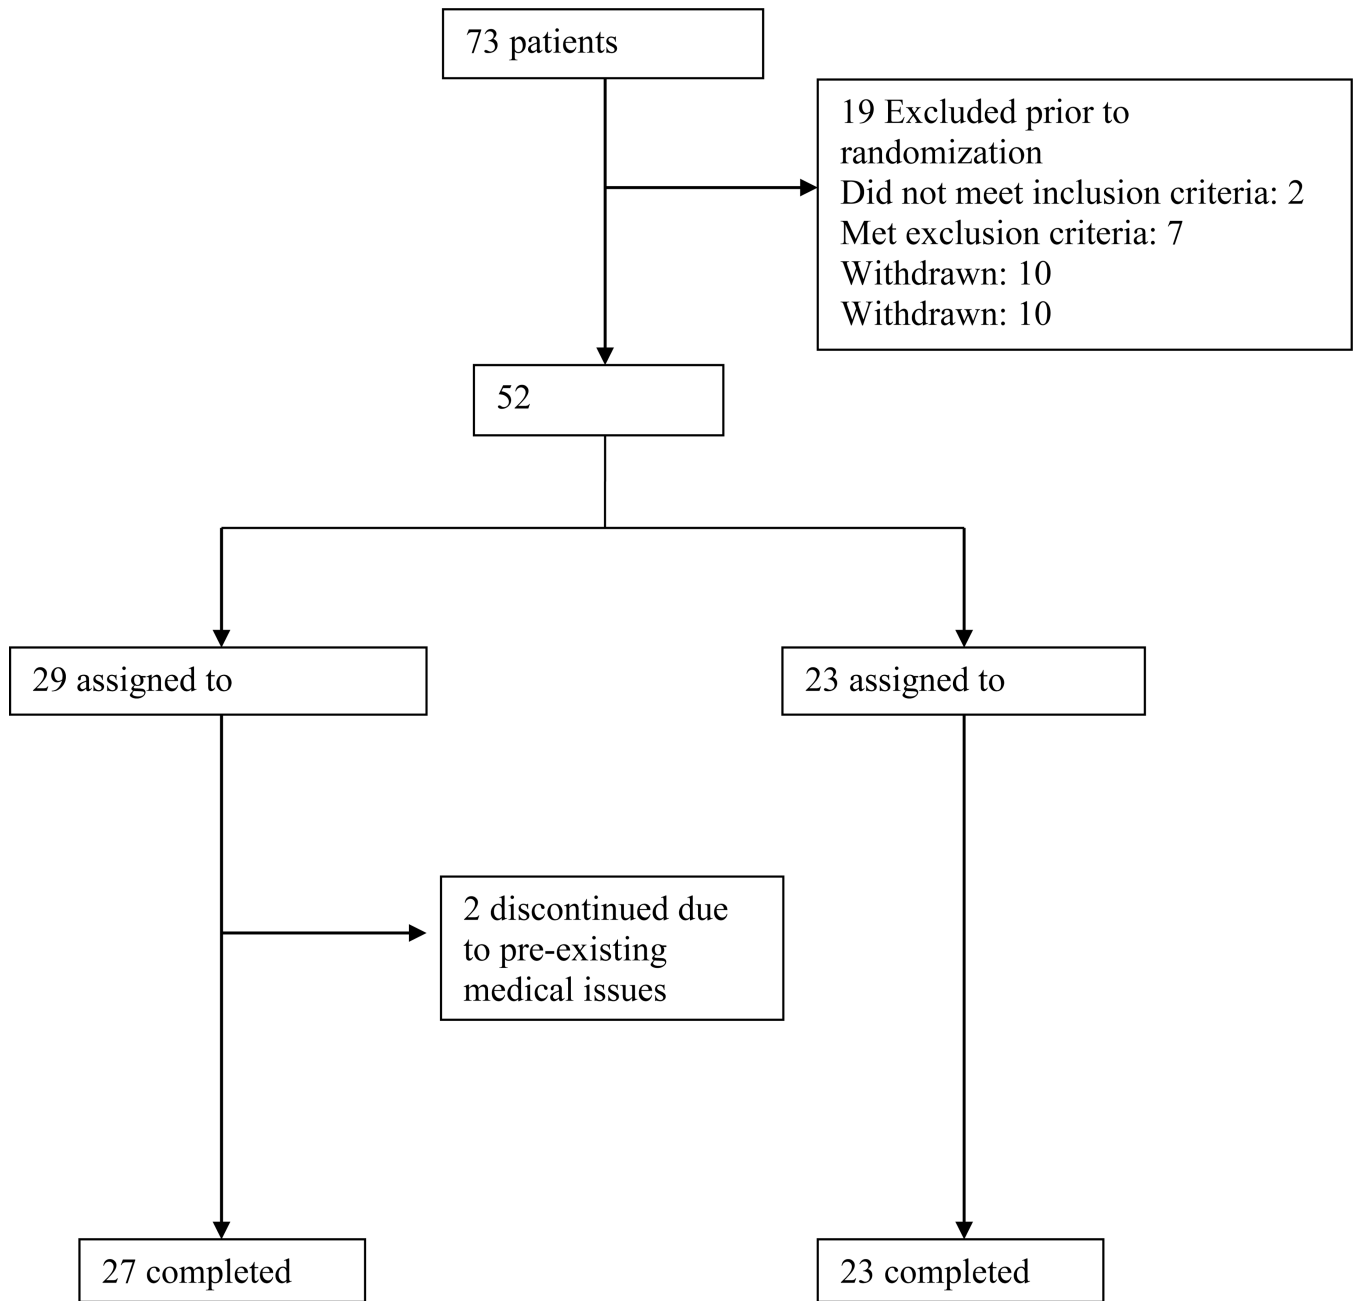 73 patients
19 Excluded prior to
randomization
Did not meet inclusion criteria: 2
Met exclusion criteria: 7
Withdrawn: 10
Withdrawn: 10
52
29 assigned to
23 assigned to
2 discontinued due
to pre-existing
medical issues
27 completed
23 completed